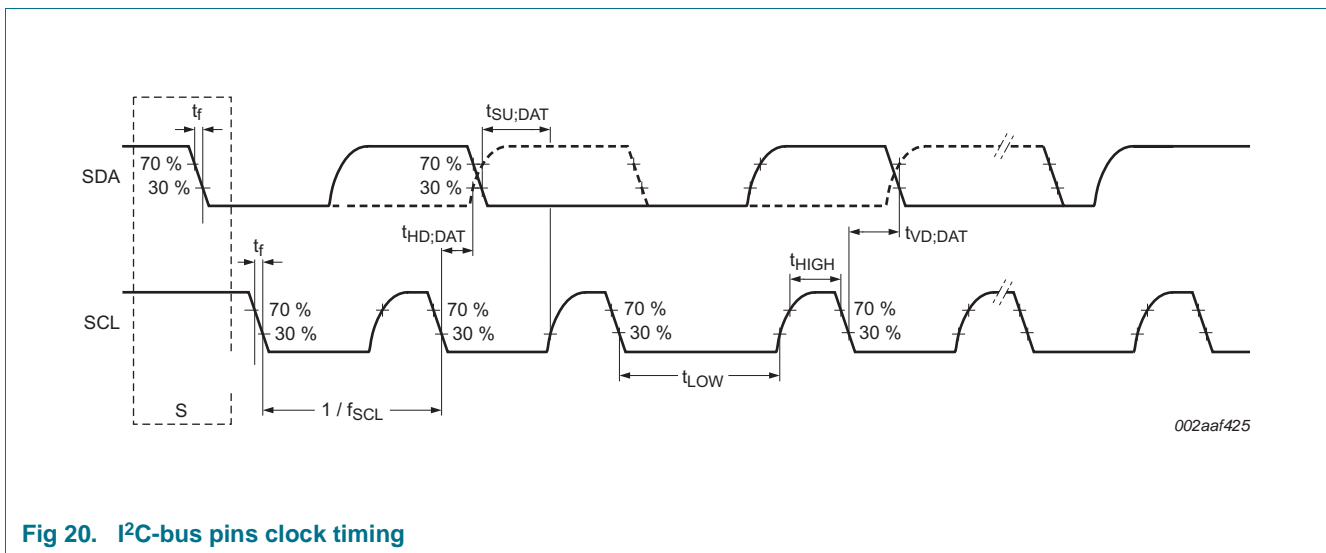 tf
tSU;DAT
70 %
30 %
70 %
30 %
SDA
tHD;DAT
tVD;DAT
tf
tHIGH
70 %
30 %
70 %
30 %
70 %
30 %
70 %
30 %
SCL
tLOW
S
1 / fSCL
002aaf425
Fig 20. I²C-bus pins clock timing